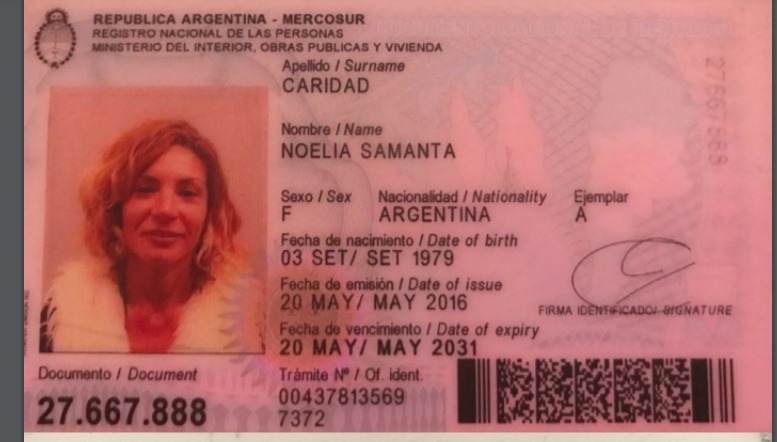 REPUBLICA ARGENTINA - MERCOSUR
REGISTRO NACIONAL DE LAS PERSONAS
MINISTERIO DEL INTERIOR, OBRAS PUBLICAS Y VIVIENDA
Apellido / Surname
CARIDAD
Nombre / Name
NOELIA SAMANTA
Sexo / Sex Nacionalidad / Nationality Ejemplar
F ARGENTINA A
Fecha de nacimiento / Date of birth
03 SET/ SET 1979
Fecha de emisión / Date of issue
20 MAY/ MAY 2016
FIRMA IDENTIFICADO/ SIGNATURE
Fecha de vencimiento / Date of expiry
20 MAY/ MAY 2031
Documento / Document
27.667.888
Trámite Nº / Of. ident.
00437813569
7372
27667888